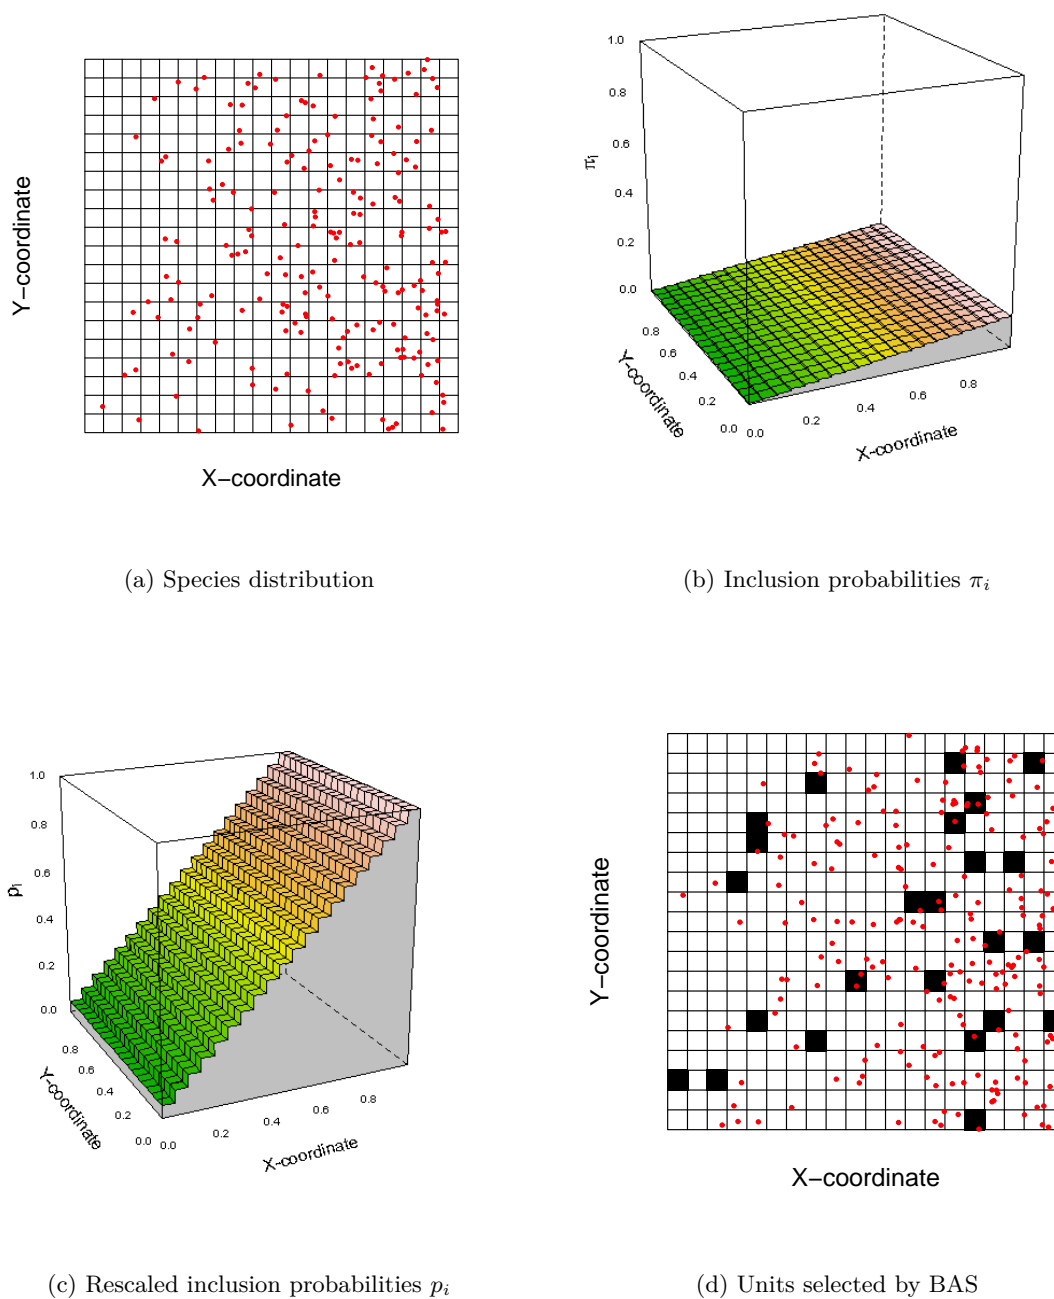 Y−coordinate
X−coordinate
(a) Species distribution
1.0
0.8
0.6
0.4
0.2
0.0
πi
0.8
0.6
0.4
0.2
0.0
Y-coordinate
0.0
0.2
0.4
0.6
0.8
X-coordinate
(b) Inclusion probabilities πi
1.0
0.8
0.6
0.4
0.2
0.0
pi
0.8
0.6
0.4
0.2
0.0
Y-coordinate
0.0
0.2
0.4
0.6
0.8
X-coordinate
(c) Rescaled inclusion probabilities pi
Y−coordinate
X−coordinate
(d) Units selected by BAS